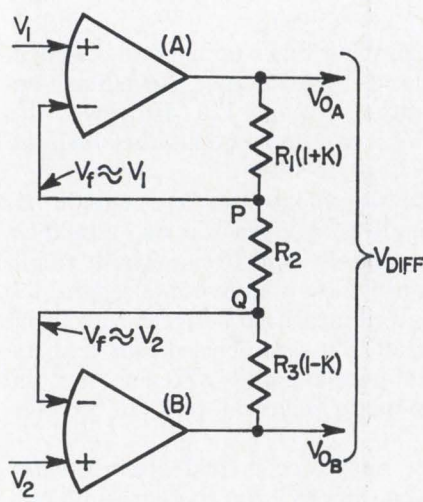 V1
+
(A)
−
VOA
R1(1+K)
Vf≈V1
P
R2
VDIFF
Q
Vf≈V2
R3(1-K)
−
(B)
+
V2
VOB